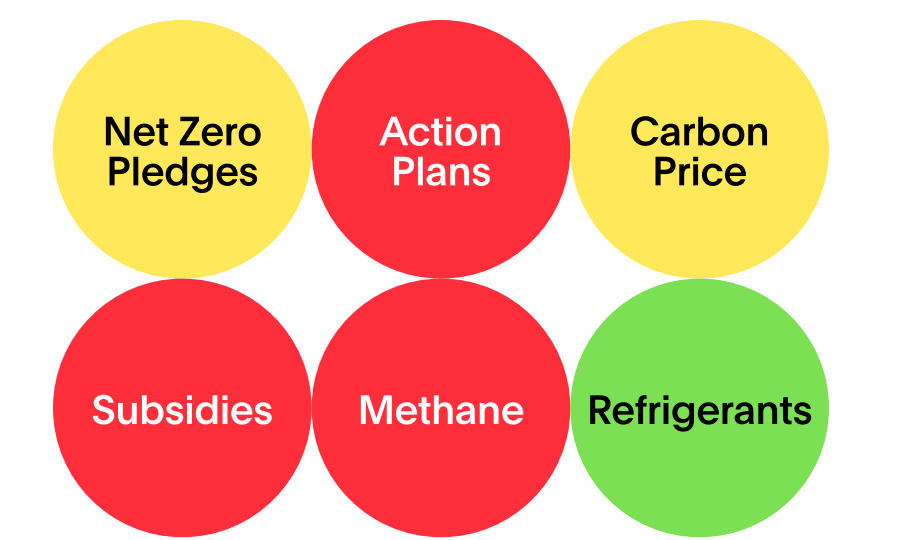 Net Zero
Pledges
Action
Plans
Carbon
Price
Subsidies
Methane
Refrigerants